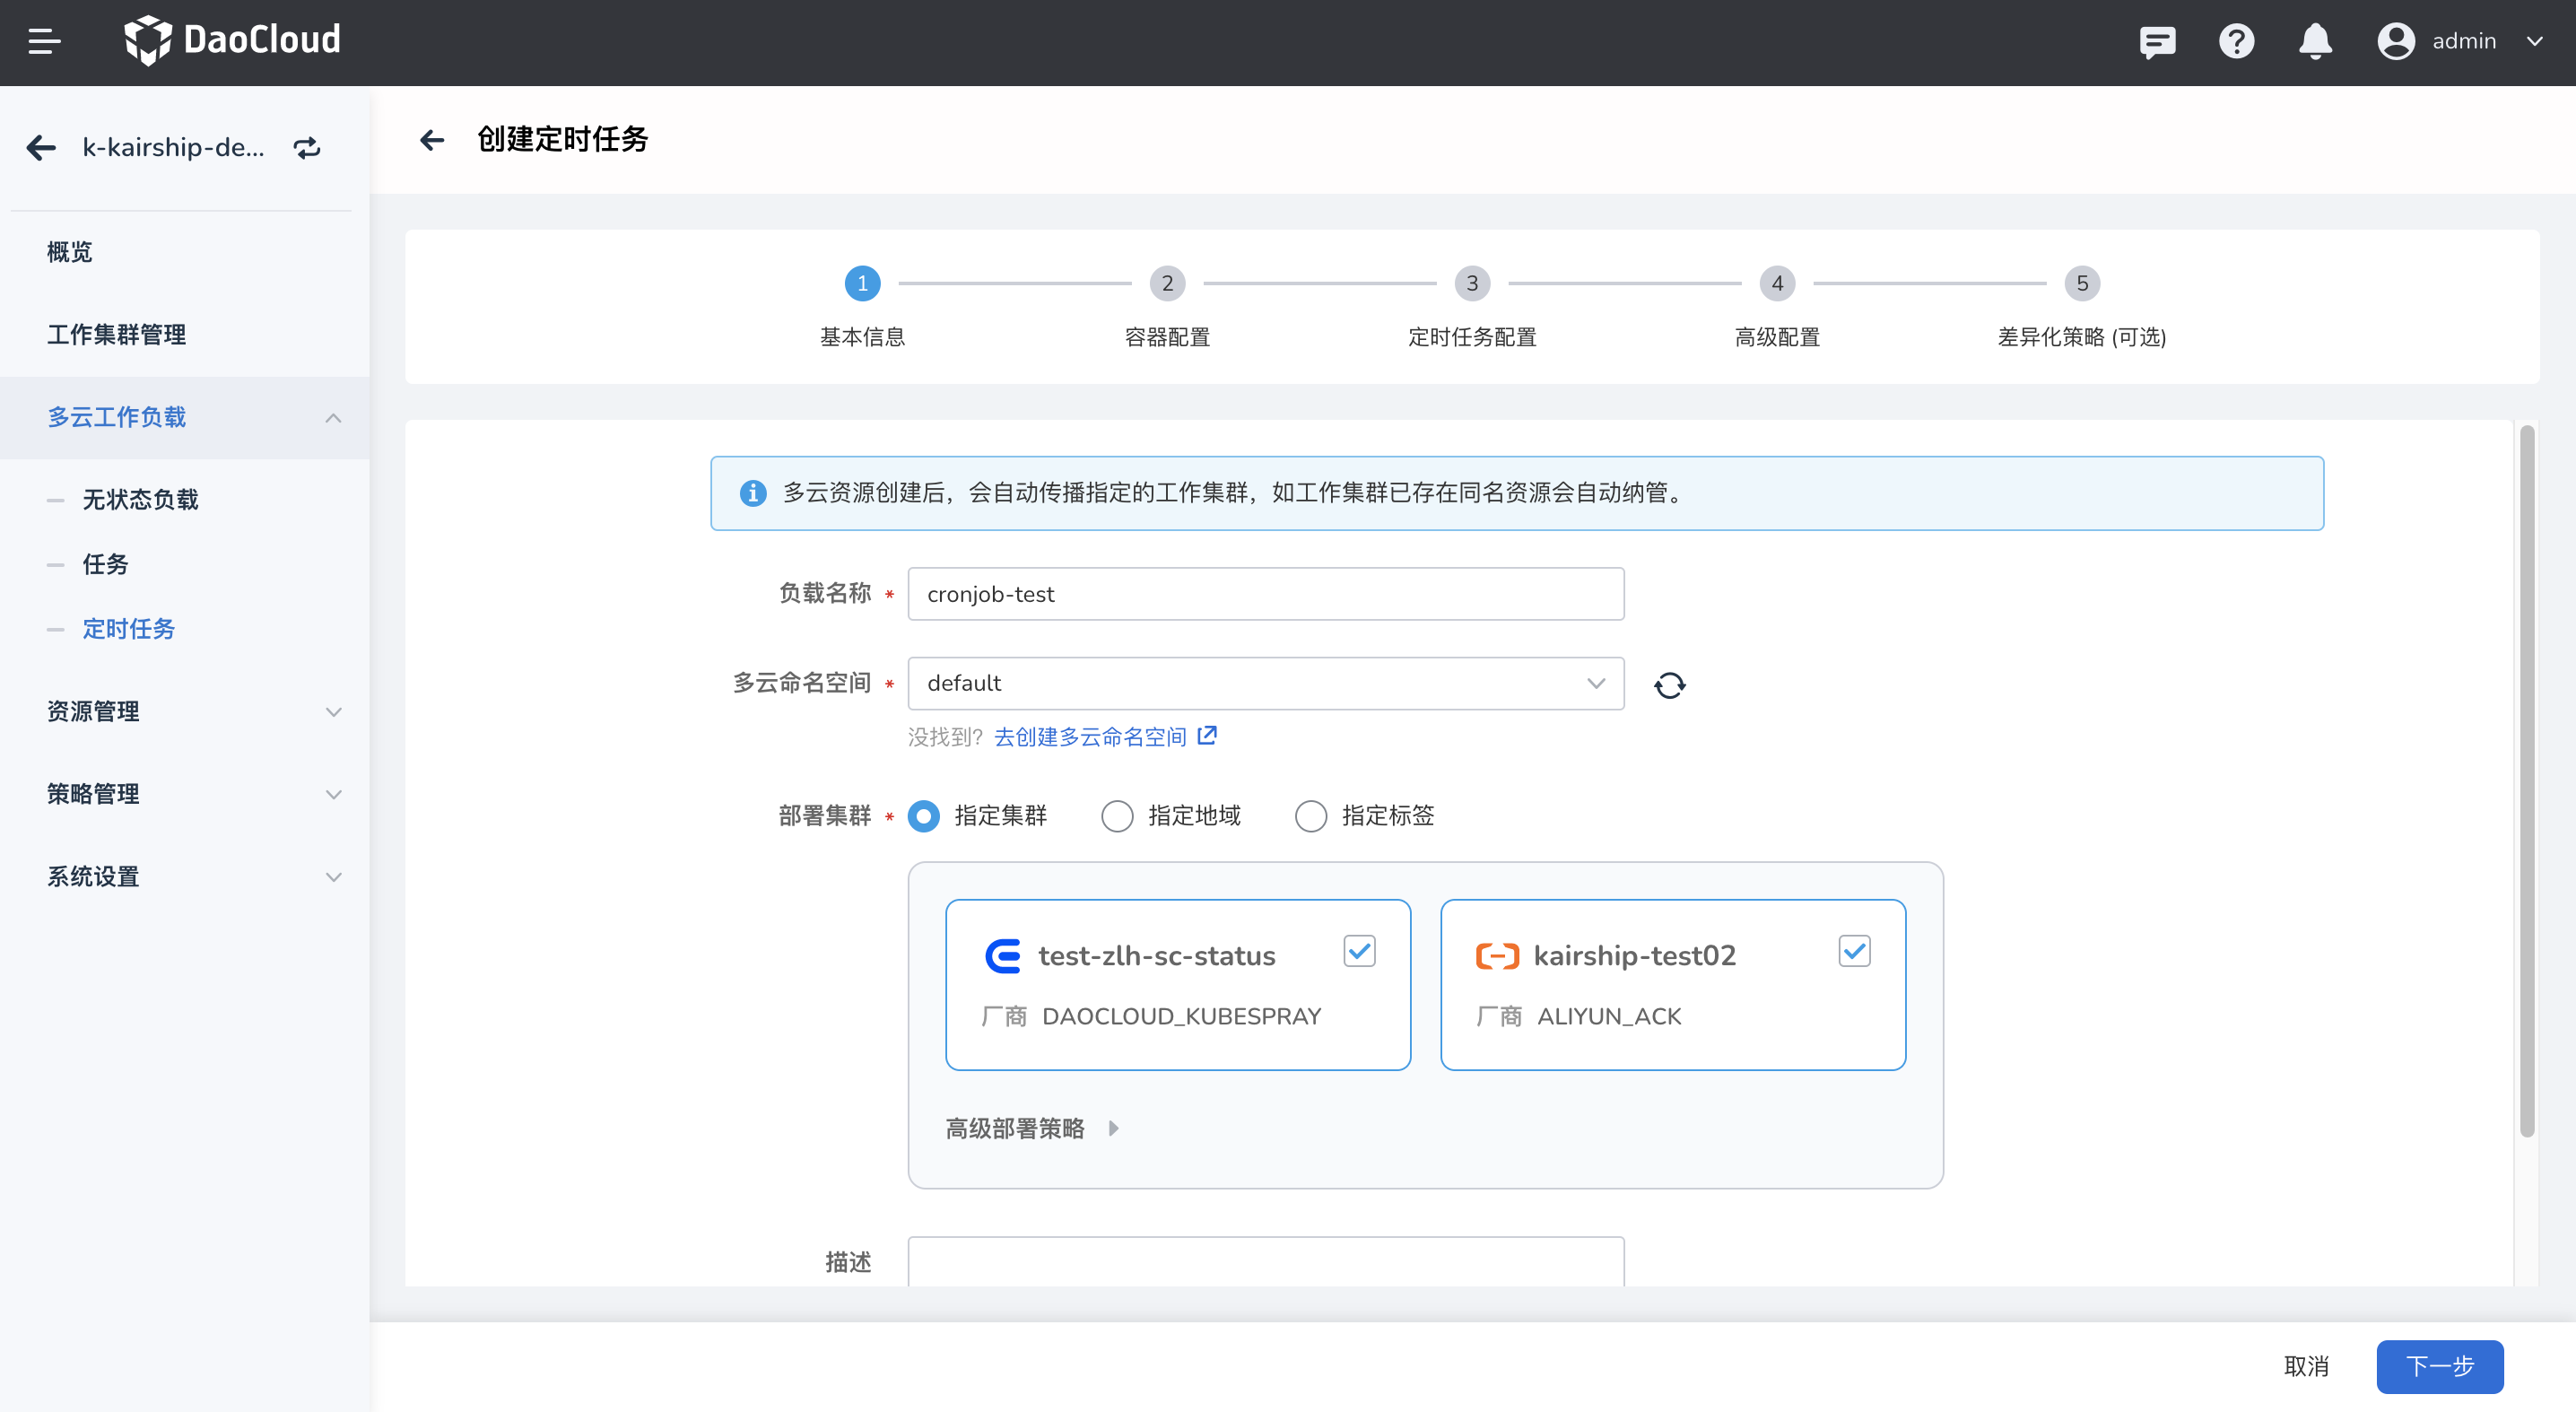 DaoCloud
admin
k-kairship-de...
概览
工作集群管理
多云工作负载
无状态负载
任务
定时任务
资源管理
策略管理
系统设置
创建定时任务
1 2 3 4 5
基本信息 容器配置 定时任务配置 高级配置 差异化策略 (可选)
多云资源创建后，会自动传播指定的工作集群，如工作集群已存在同名资源会自动纳管。
负载名称 * cronjob-test
多云命名空间 * default
没找到? 去创建多云命名空间
部署集群 * 指定集群 指定地域 指定标签
test-zlh-sc-status
厂商 DAOCLOUD_KUBESPRAY
kairship-test02
厂商 ALIYUN_ACK
高级部署策略
描述
取消 下一步